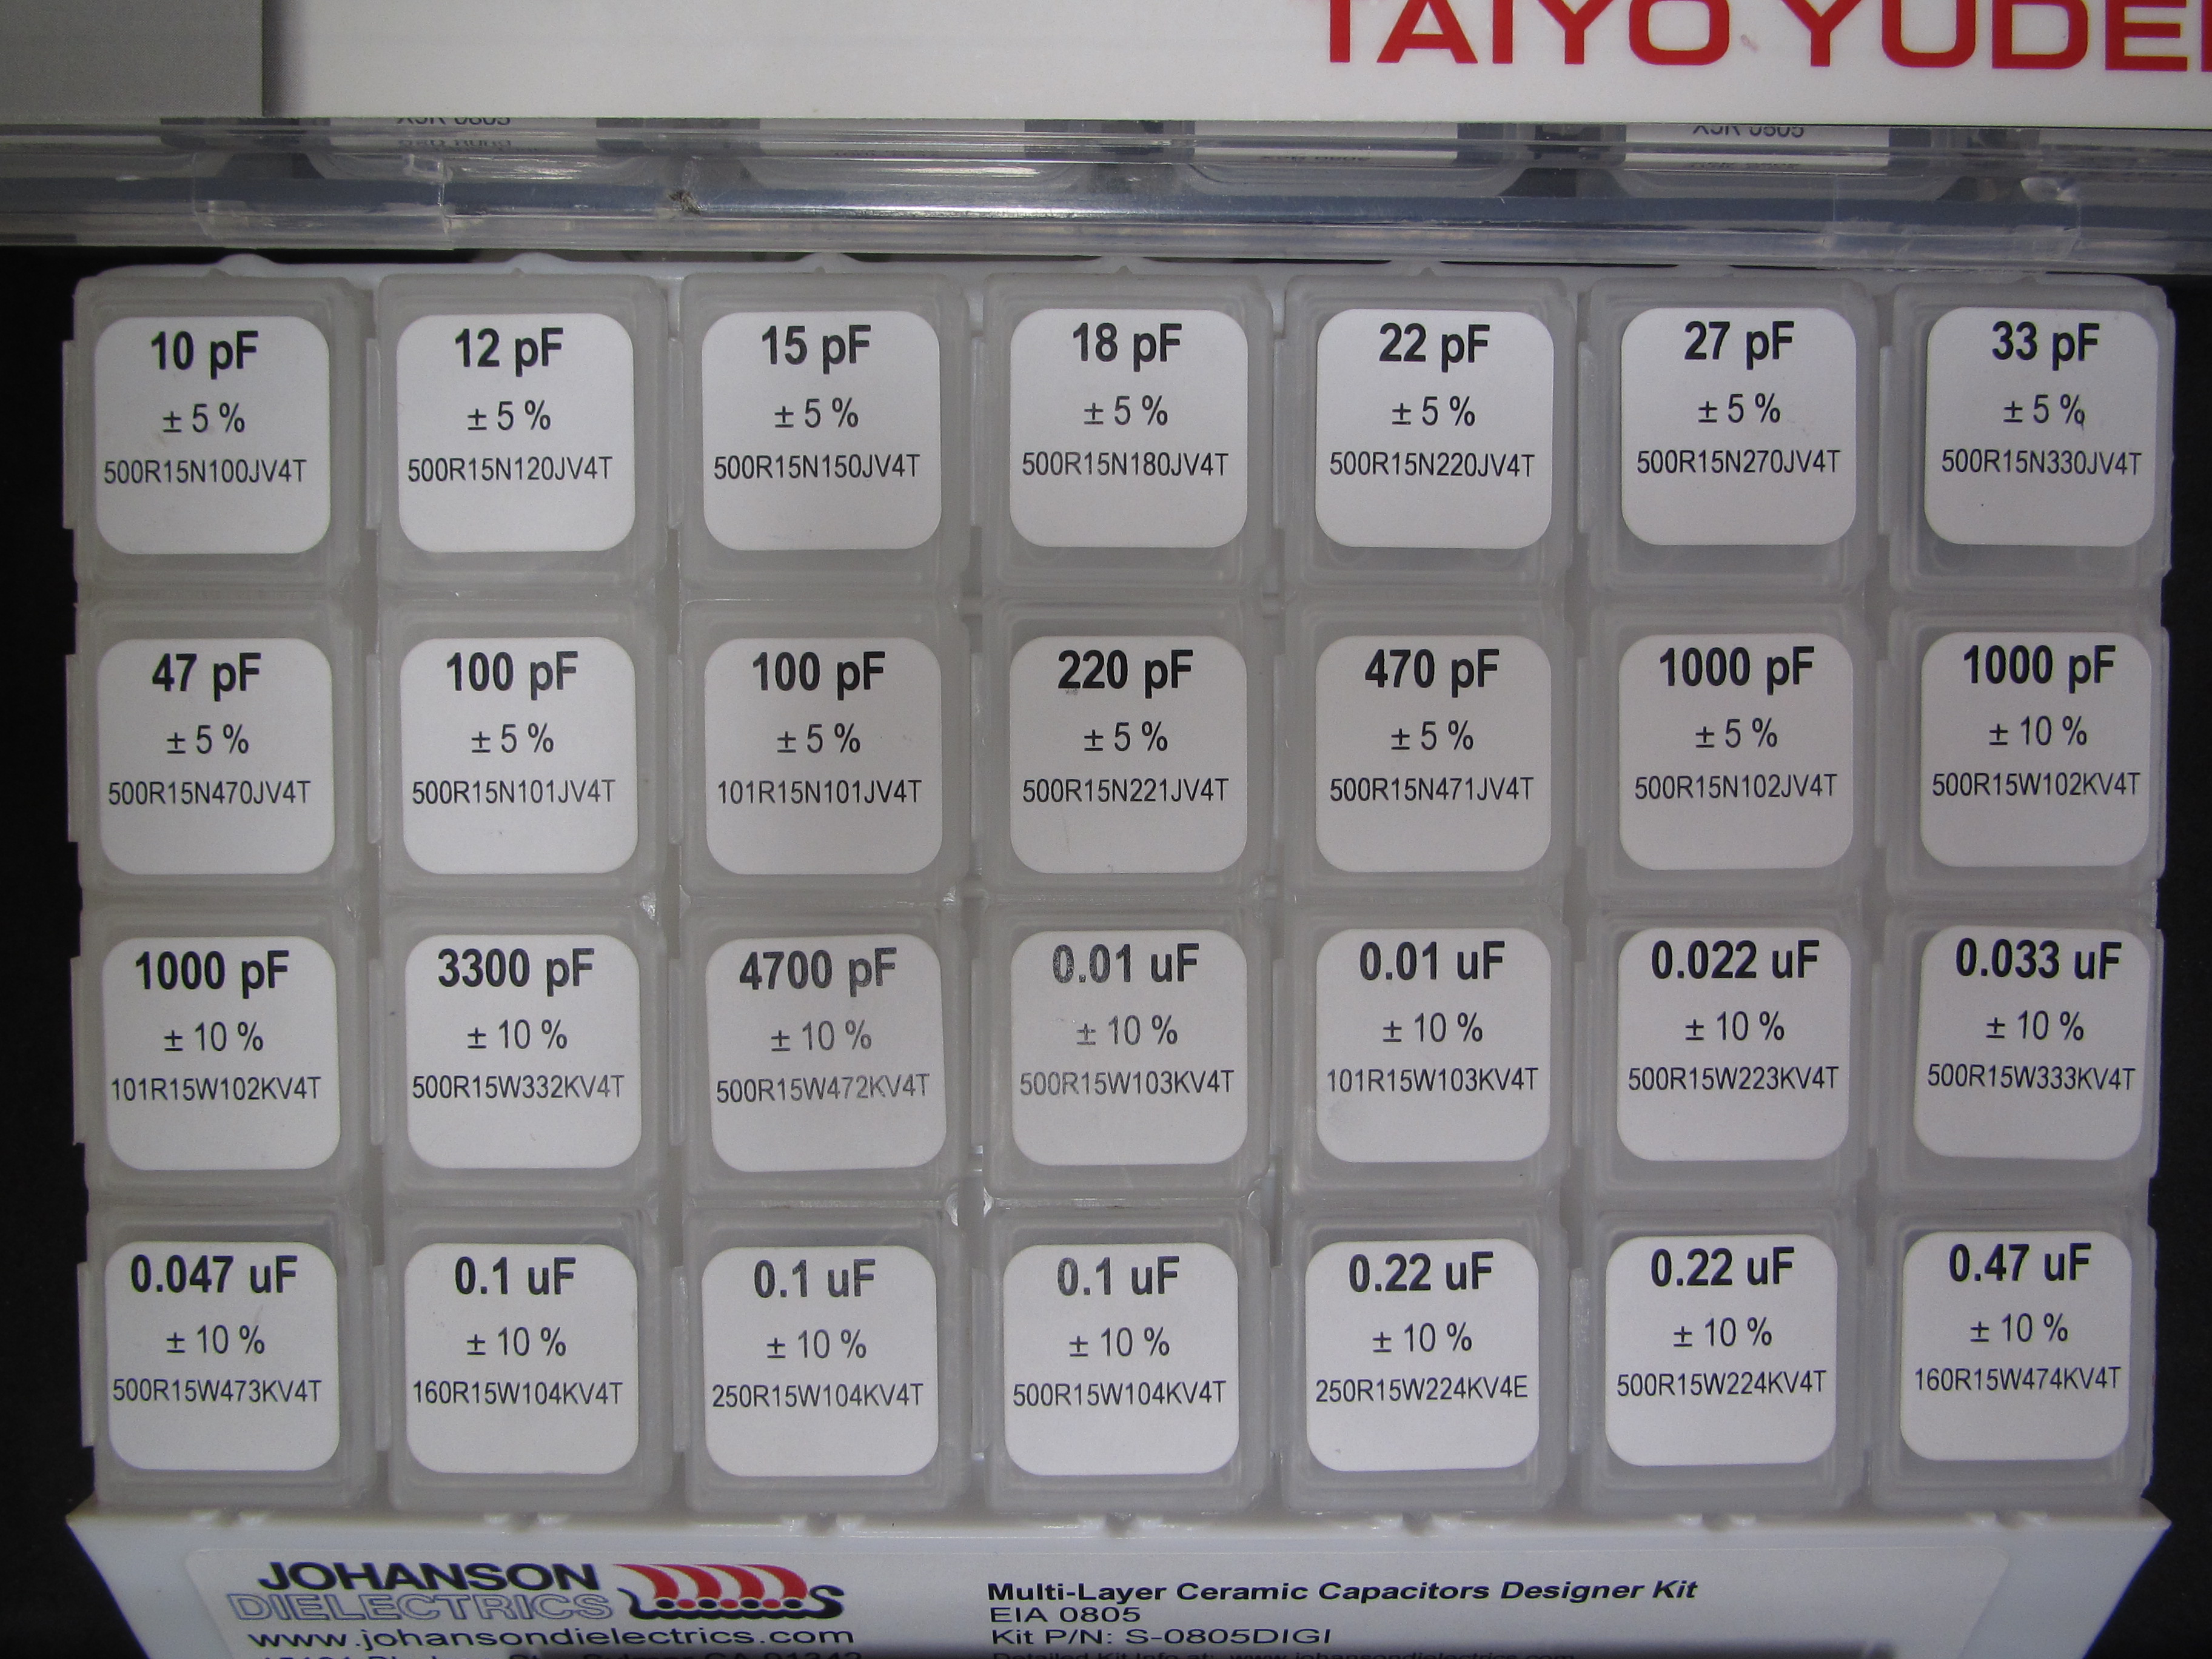 TAIYO YUDE
X5R 0805
X5R 0805
10 pF
± 5 %
500R15N100JV4T
12 pF
± 5 %
500R15N120JV4T
15 pF
± 5 %
500R15N150JV4T
18 pF
± 5 %
500R15N180JV4T
22 pF
± 5 %
500R15N220JV4T
27 pF
± 5 %
500R15N270JV4T
33 pF
± 5 %
500R15N330JV4T
47 pF
± 5 %
500R15N470JV4T
100 pF
± 5 %
500R15N101JV4T
100 pF
± 5 %
101R15N101JV4T
220 pF
± 5 %
500R15N221JV4T
470 pF
± 5 %
500R15N471JV4T
1000 pF
± 5 %
500R15N102JV4T
1000 pF
± 10 %
500R15W102KV4T
1000 pF
± 10 %
101R15W102KV4T
3300 pF
± 10 %
500R15W332KV4T
4700 pF
± 10 %
500R15W472KV4T
0.01 uF
± 10 %
500R15W103KV4T
0.01 uF
± 10 %
101R15W103KV4T
0.022 uF
± 10 %
500R15W223KV4T
0.033 uF
± 10 %
500R15W333KV4T
0.047 uF
± 10 %
500R15W473KV4T
0.1 uF
± 10 %
160R15W104KV4T
0.1 uF
± 10 %
250R15W104KV4T
0.1 uF
± 10 %
500R15W104KV4T
0.22 uF
± 10 %
250R15W224KV4E
0.22 uF
± 10 %
500R15W224KV4T
0.47 uF
± 10 %
160R15W474KV4T
JOHANSON
DIELECTRICS
www.johansondielectrics.com
Multi-Layer Ceramic Capacitors Designer Kit
EIA 0805
Kit P/N: S-0805DIGI